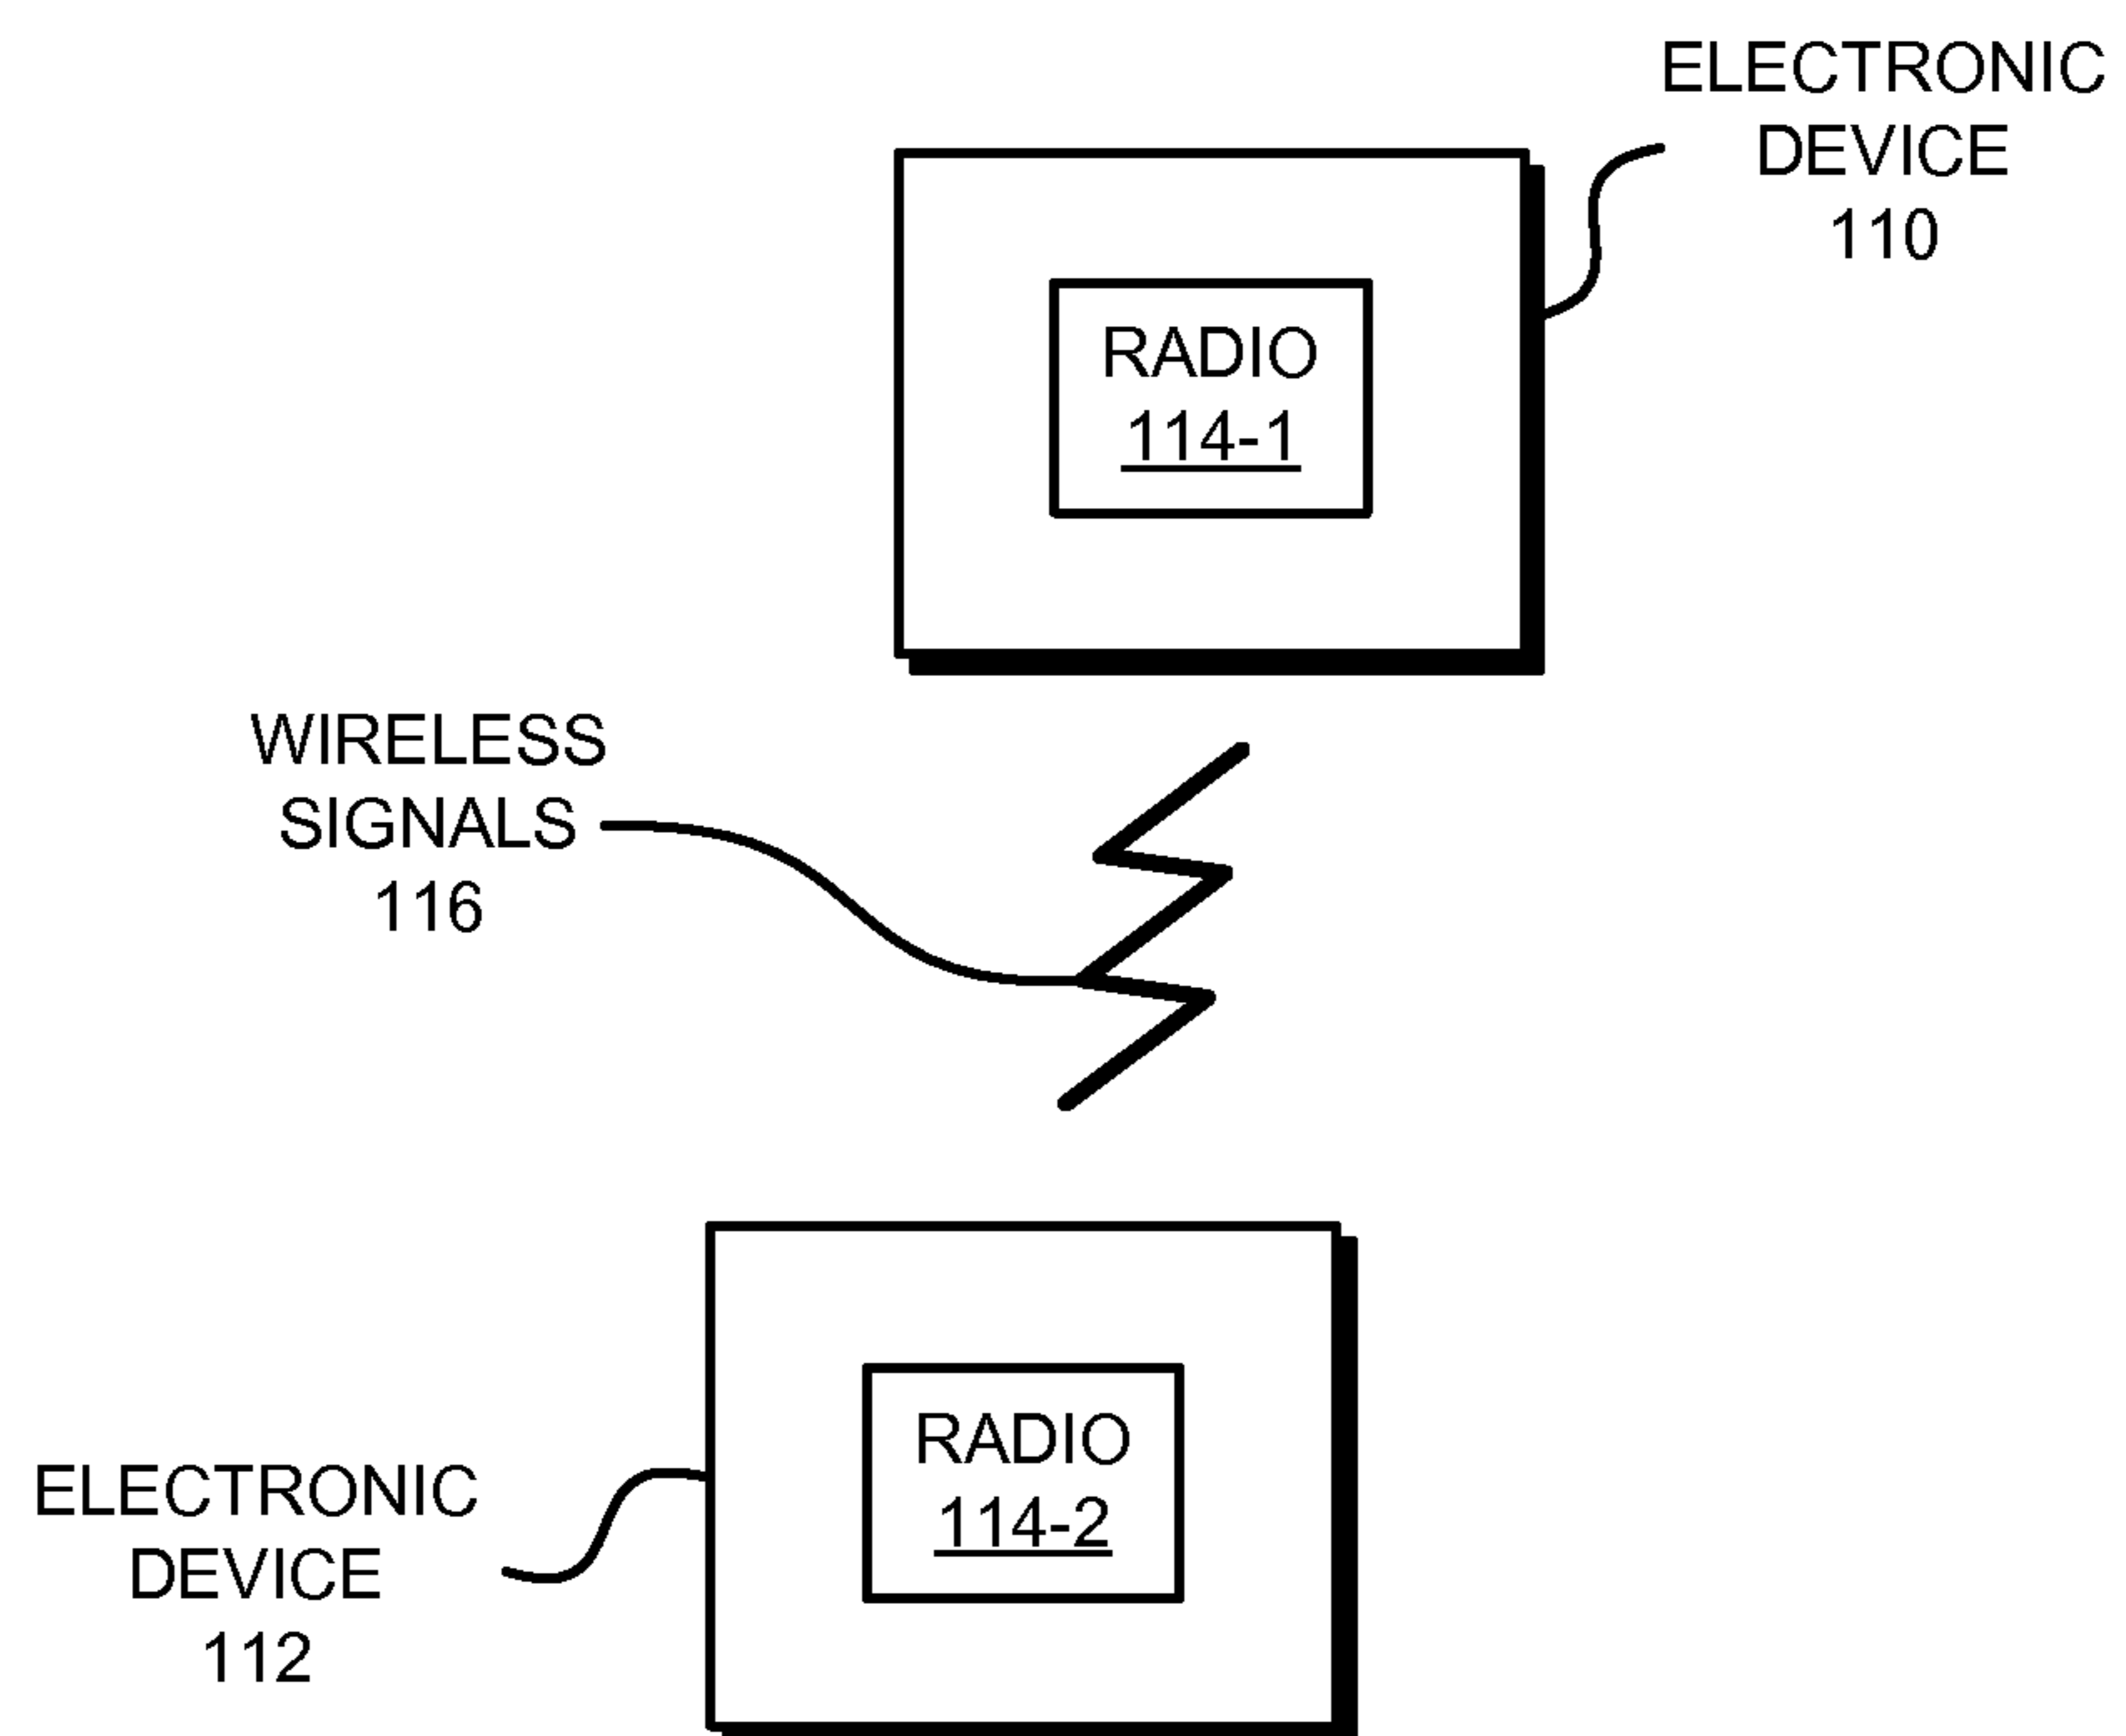 ELECTRONIC
DEVICE
110
RADIO
114-1
WIRELESS
SIGNALS
116
RADIO
114-2
ELECTRONIC
DEVICE
112